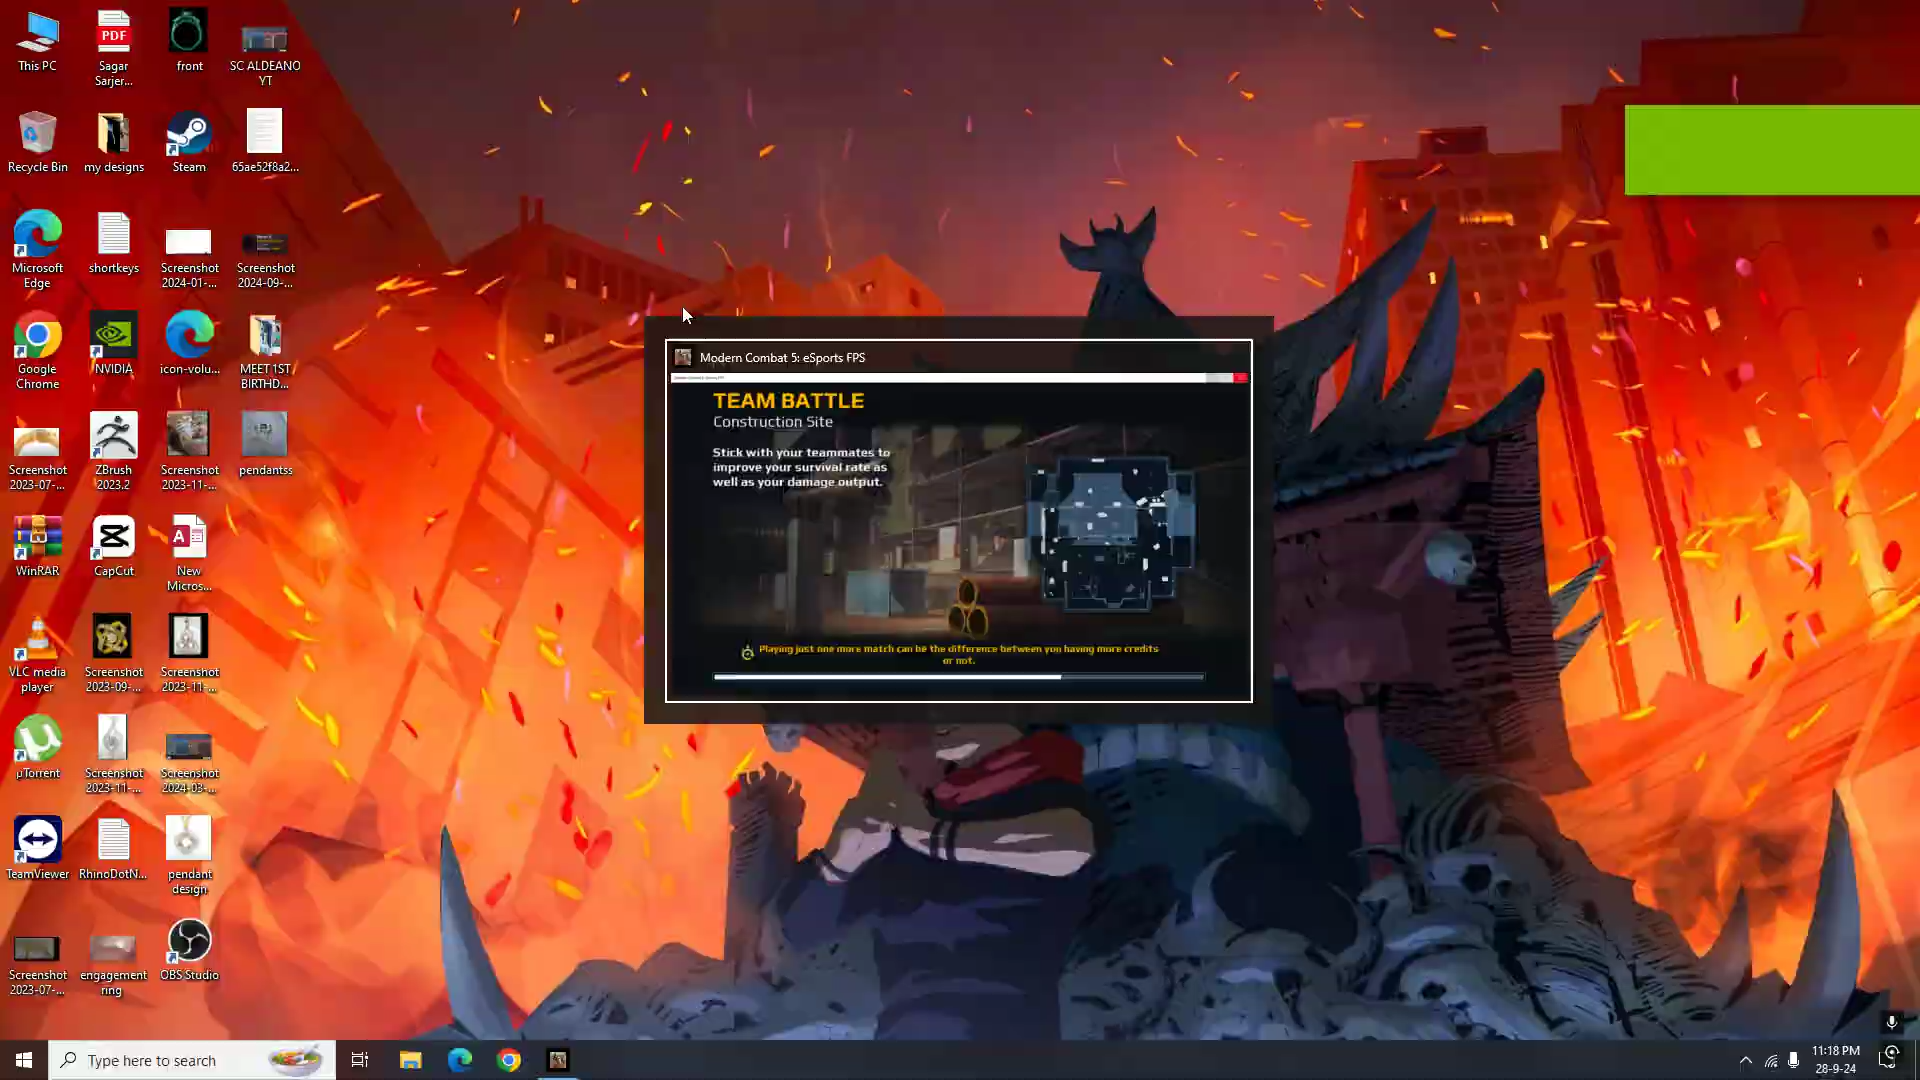 This PC
PDF
Sagar
Sarjer...
front
SC ALDEANO
YT
Recycle Bin
my designs
Steam
65ae52f8a2...
Microsoft
Edge
shortkeys
Screenshot
2024-01-...
Screenshot
2024-09-...
Google
Chrome
NVIDIA
icon-volu...
MEET 1ST
BIRTHD...
Screenshot
2023-07-...
ZBrush
2023.2
Screenshot
2023-11-...
pendantss
WinRAR
CapCut
New
Micros...
VLC media
player
Screenshot
2023-09-...
Screenshot
2023-11-...
µTorrent
Screenshot
2023-11-...
Screenshot
2024-03-...
TeamViewer
RhinoDotN...
pendant
design
Screenshot
2023-07-...
engagement
ring
OBS Studio
Modern Combat 5: eSports FPS
TEAM BATTLE
Construction Site
Stick with your teammates to
improve your survival rate as
well as your damage output.
Playing just one more match can be the difference between you having more credits
or not.
Type here to search
11:18 PM
28-9-24